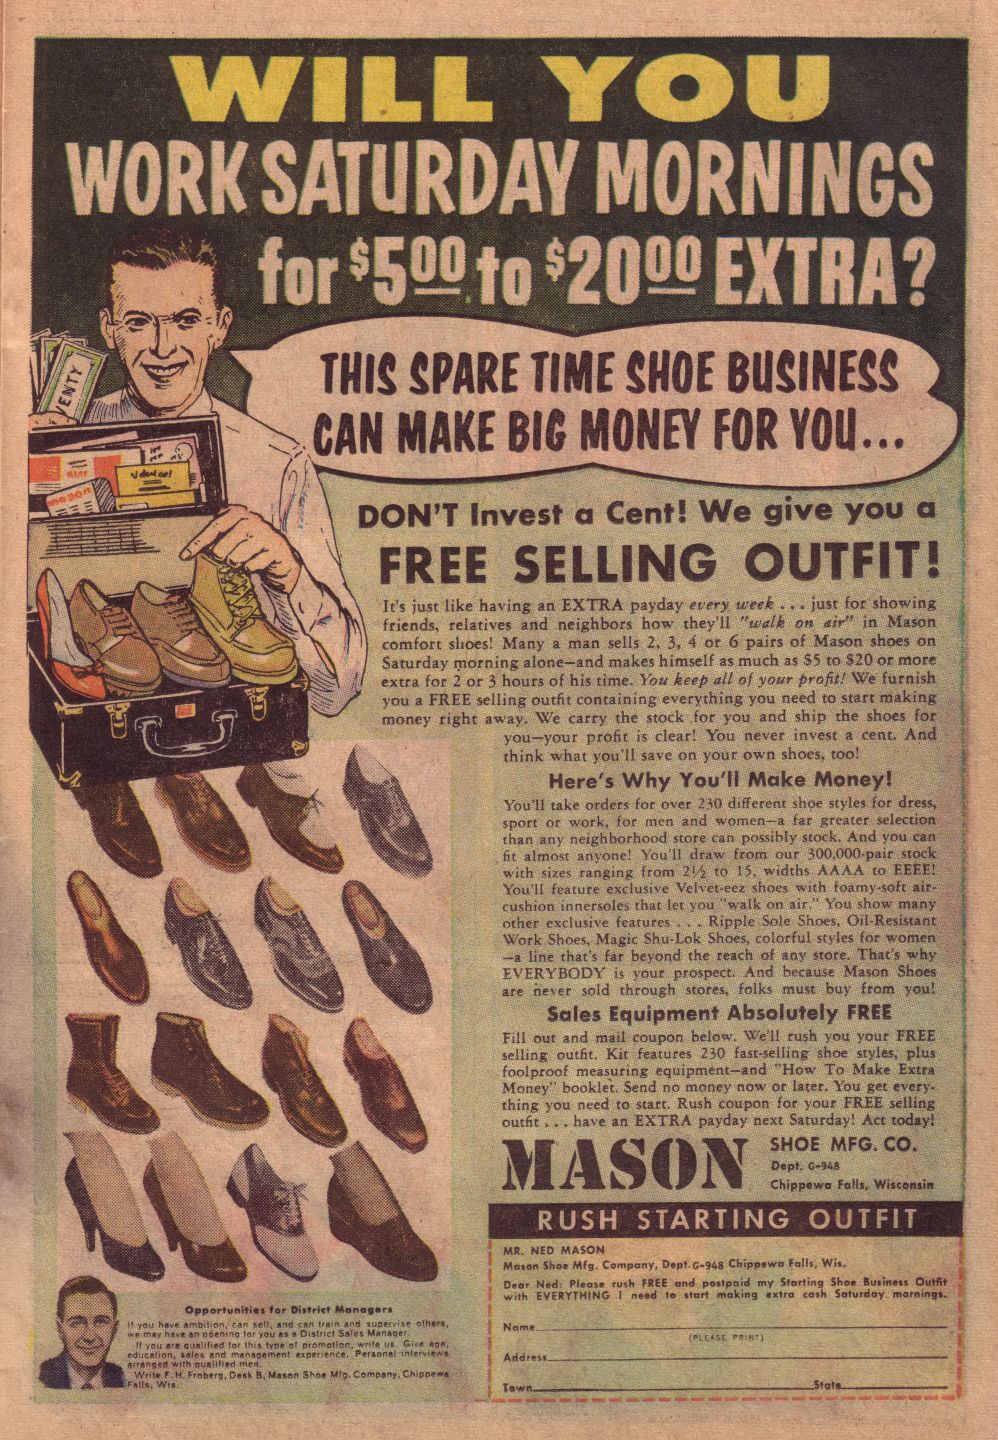 WILL YOU
WORK SATURDAY MORNINGS
for $5.00 to $20.00 EXTRA?
THIS SPARE TIME SHOE BUSINESS
CAN MAKE BIG MONEY FOR YOU...
DON'T Invest a Cent! We give you a
FREE SELLING OUTFIT!
It's just like having an EXTRA payday every week . . . just for showing
friends, relatives and neighbors how they'll "walk on air" in Mason
comfort shoes! Many a man sells 2, 3, 4 or 6 pairs of Mason shoes on
Saturday morning alone—and makes himself as much as $5 to $20 or more
extra for 2 or 3 hours of his time. You keep all of your profit! We furnish
you a FREE selling outfit containing everything you need to start making
money right away. We carry the stock for you and ship the shoes for
you—your profit is clear! You never invest a cent. And
think what you'll save on your own shoes, too!
Here's Why You'll Make Money!
You'll take orders for over 230 different shoe styles for dress,
sport or work, for men and women—a far greater selection
than any neighborhood store can possibly stock. And you can
fit almost anyone! You'll draw from our 300,000-pair stock
with sizes ranging from 2½ to 15, widths AAAA to EEEE!
You'll feature exclusive Velvet-eez shoes with foamy-soft air-
cushion innersoles that let you "walk on air." You show many
other exclusive features . . . Ripple Sole Shoes, Oil-Resistant
Work Shoes, Magic Shu-Lok Shoes, colorful styles for women
—a line that's far beyond the reach of any store. That's why
EVERYBODY is your prospect. And because Mason Shoes
are never sold through stores, folks must buy from you!
Sales Equipment Absolutely FREE
Fill out and mail coupon below. We'll rush you your FREE
selling outfit. Kit features 230 fast-selling shoe styles, plus
foolproof measuring equipment—and "How To Make Extra
Money" booklet. Send no money now or later. You get every-
thing you need to start. Rush coupon for your FREE selling
outfit . . . have an EXTRA payday next Saturday! Act today!
MASON SHOE MFG. CO.
Dept. G-948
Chippewa Falls, Wisconsin
RUSH STARTING OUTFIT
MR. NED MASON
Mason Shoe Mfg. Company, Dept. G-948 Chippewa Falls, Wis.
Dear Ned: Please rush FREE and postpaid my Starting Shoe Business Outfit
with EVERYTHING I need to start making extra cash Saturday mornings.
Name
(PLEASE PRINT)
Address
Town State
Opportunities for District Managers
If you have ambition, can sell, and can train and supervise others,
we may have an opening for you as a District Sales Manager.
If you are qualified for this type of promotion, write us. Give age,
education, sales and management experience. Personal interviews
arranged with qualified men.
Write F. H. Froberg, Desk B, Mason Shoe Mfg. Company, Chippewa
Falls, Wis.